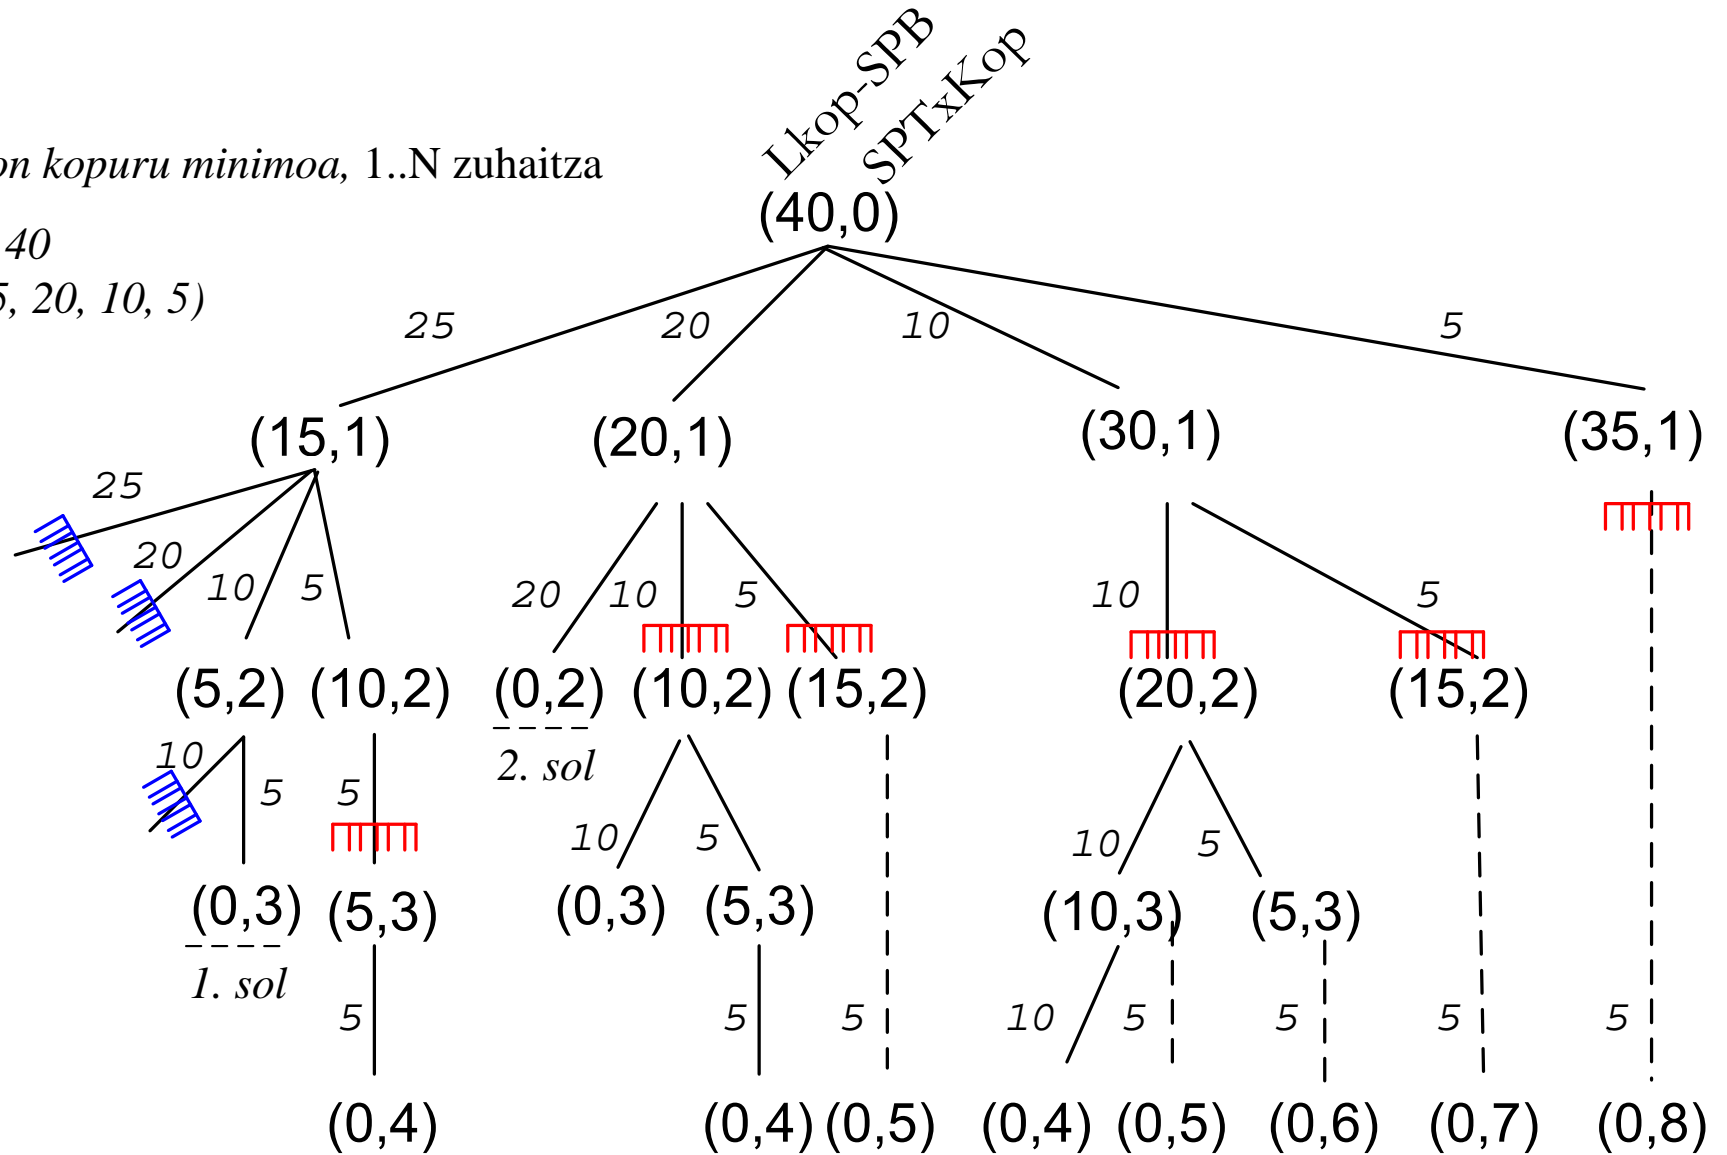 Lkop-SPB
SPTxKop
on kopuru minimoa, 1..N zuhaitza
(40,0)
40
5, 20, 10, 5)
25 20 10 5
(15,1) (20,1) (30,1) (35,1)
25
20 10 5 20 10 5 10 5
(5,2) (10,2) (0,2) (10,2) (15,2) (20,2) (15,2)
2. sol
10 5 5 10 5 10 5
(0,3) (5,3) (0,3) (5,3) (10,3) (5,3)
1. sol
5 5 5 10 5 5 5 5
(0,4) (0,4) (0,5) (0,4) (0,5) (0,6) (0,7) (0,8)